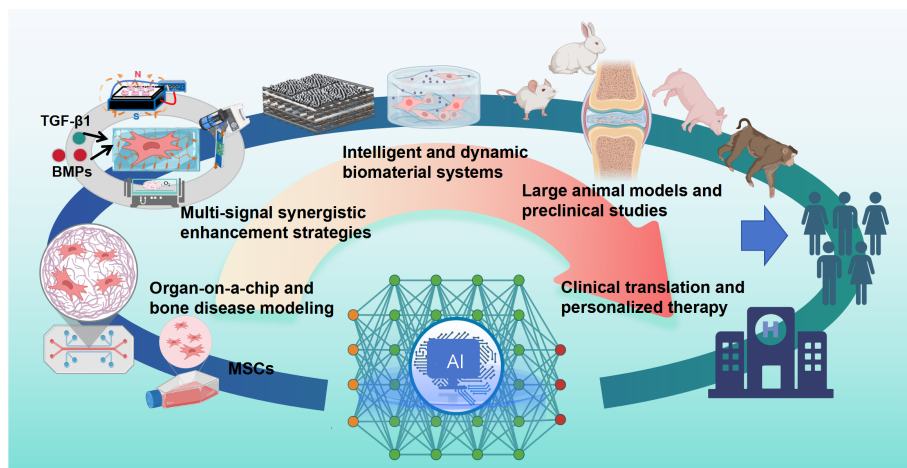 N
S
TGF-β1
BMPs
O₂
Multi-signal synergistic
enhancement strategies
Intelligent and dynamic
biomaterial systems
Large animal models and
preclinical studies
Organ-on-a-chip and
bone disease modeling
MSCs
Clinical translation and
personalized therapy
AI
H